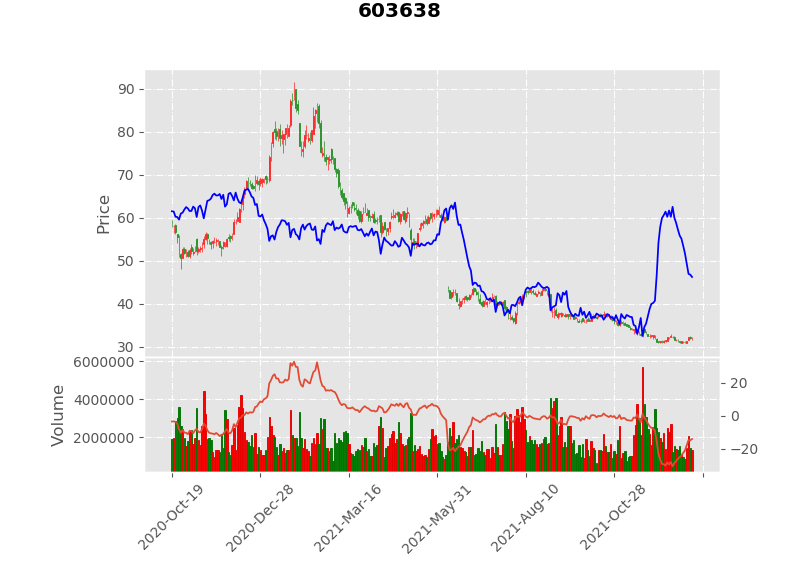 603638
90
80
70
60
50
40
30
Price
6000000
4000000
2000000
Volume
20
0
−20
2020-Oct-19
2020-Dec-28
2021-Mar-16
2021-May-31
2021-Aug-10
2021-Oct-28